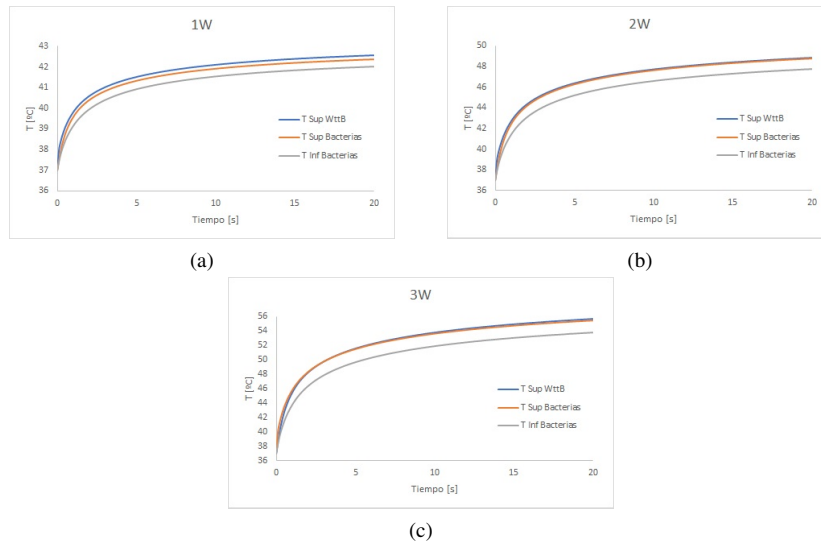 1W
43
42
41
40
39
38
37
36
T [ºC]
0
5
10
15
20
Tiempo [s]
T Sup WttB
T Sup Bacterias
T Inf Bacterias
(a)
2W
50
48
46
44
42
40
38
36
T [ºC]
0
5
10
15
20
Tiempo [s]
T Sup WttB
T Sup Bacterias
T Inf Bacterias
(b)
3W
56
54
52
50
48
46
44
42
40
38
36
T [ºC]
0
5
10
15
20
Tiempo [s]
T Sup WttB
T Sup Bacterias
T Inf Bacterias
(c)